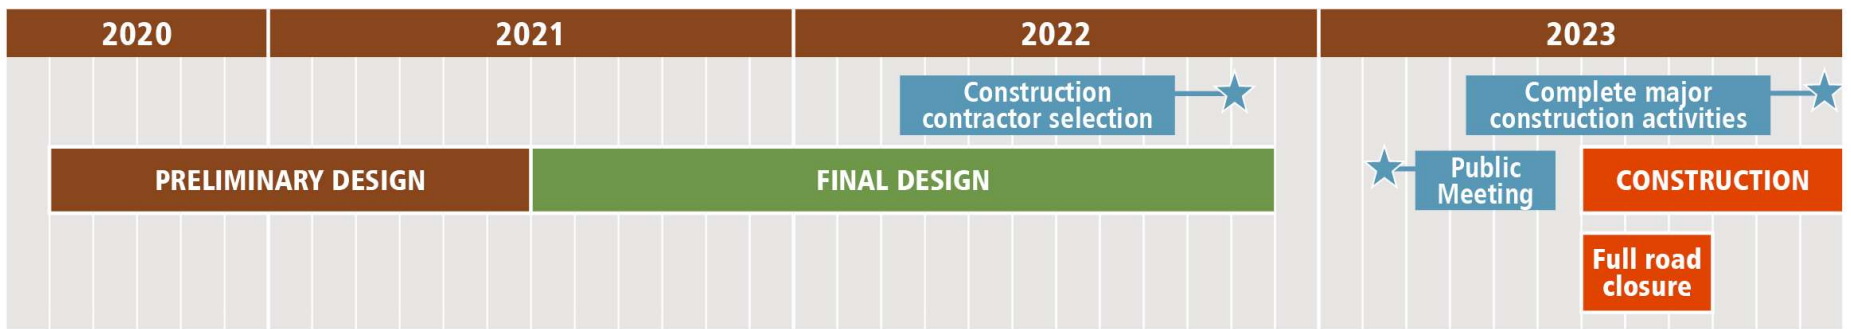 2020
2021
2022
2023
Construction
contractor selection
Complete major
construction activities
PRELIMINARY DESIGN
FINAL DESIGN
Public
Meeting
CONSTRUCTION
Full road
closure